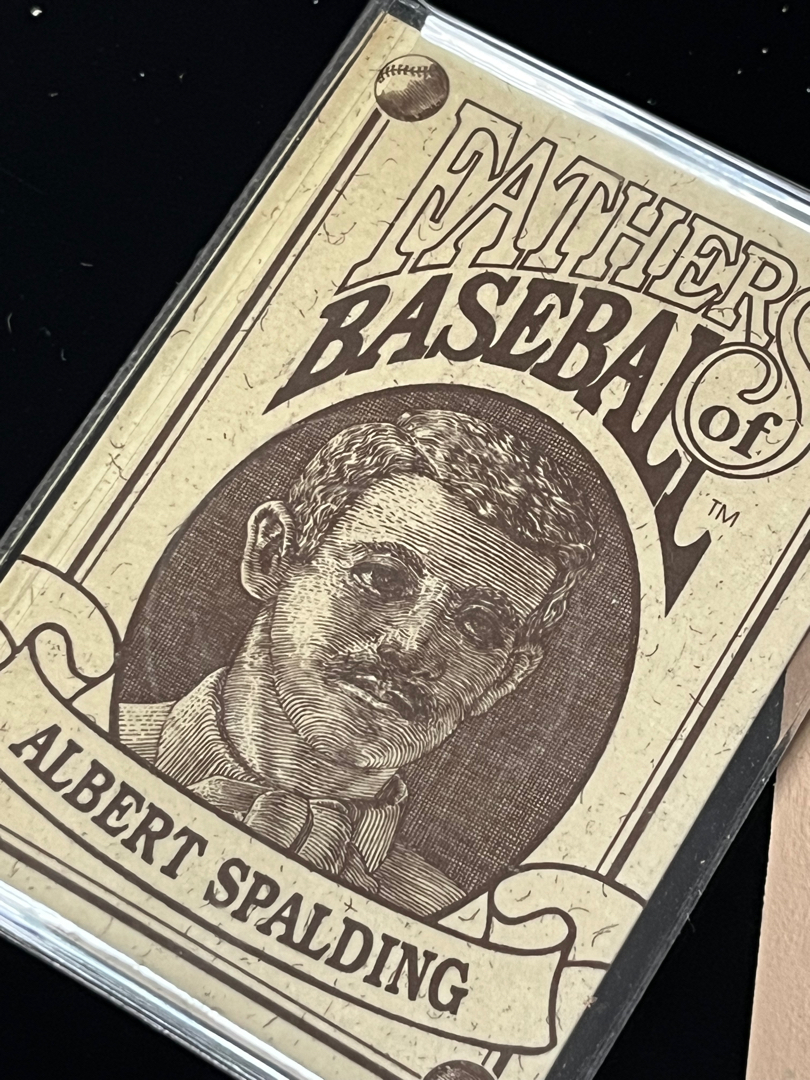 FATHERS
of
BASEBALL
TM
ALBERT SPALDING